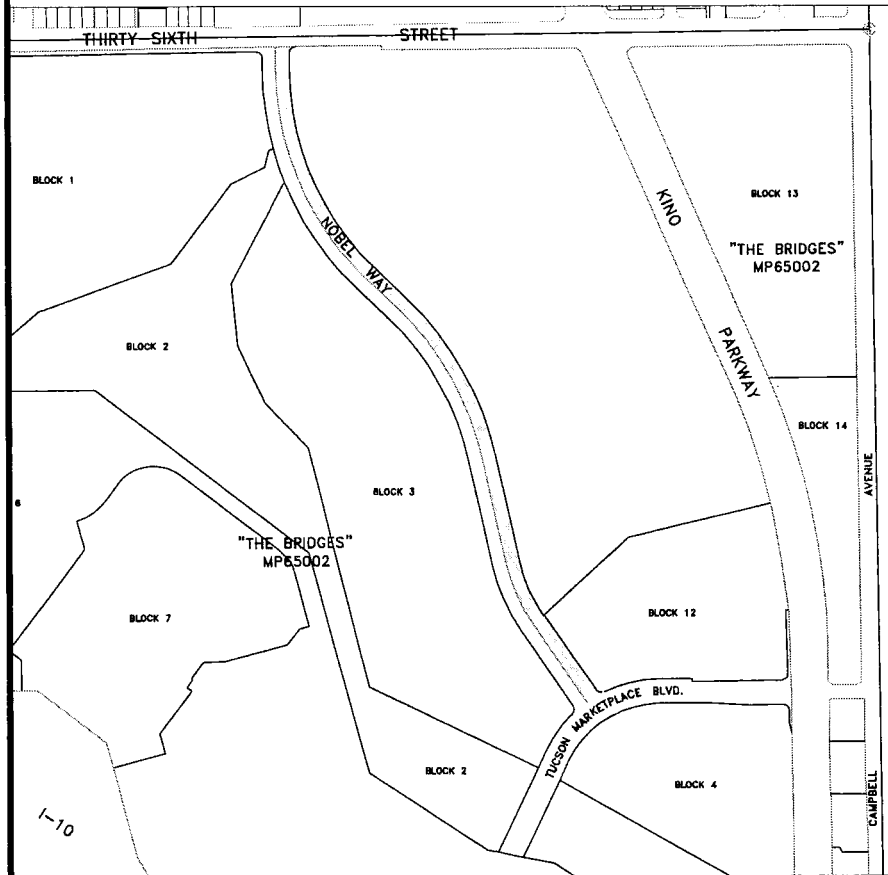 THIRTY-SIXTH STREET
BLOCK 1
BLOCK 13
KINO
NOBEL WAY
"THE BRIDGES"
MP65002
BLOCK 2
PARKWAY
BLOCK 14
AVENUE
BLOCK 3
6
"THE BRIDGES"
MP65002
BLOCK 7
BLOCK 12
TUCSON MARKETPLACE BLVD.
BLOCK 2
BLOCK 4
CAMPBELL
I-10